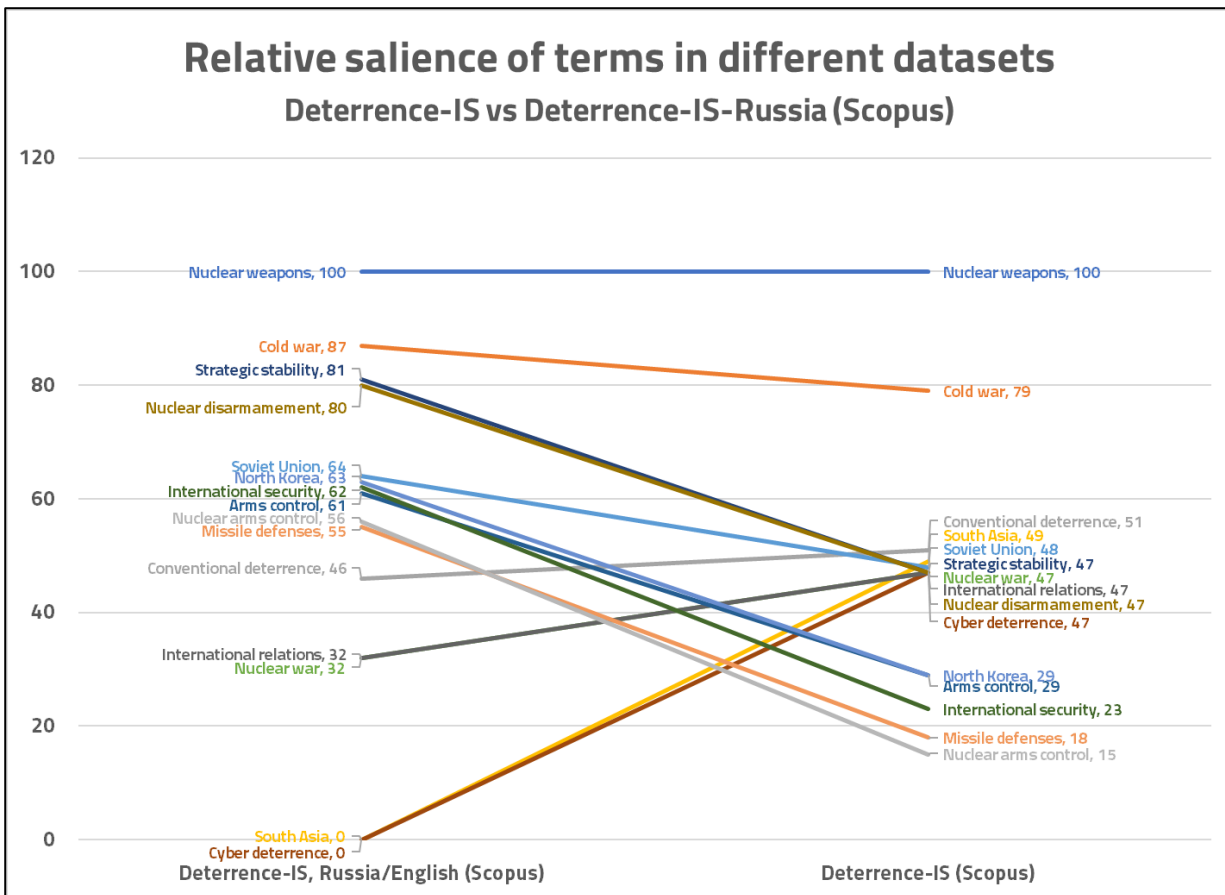 Relative salience of terms in different datasets
Deterrence-IS vs Deterrence-IS-Russia (Scopus)
120
100
80
60
40
20
0
Nuclear weapons, 100
Cold war, 87
Strategic stability, 81
Nuclear disarmamement, 80
Soviet Union, 64
North Korea, 63
International security, 62
Arms control, 61
Nuclear arms control, 56
Missile defenses, 55
Conventional deterrence, 46
International relations, 32
Nuclear war, 32
South Asia, 0
Cyber deterrence, 0
Nuclear weapons, 100
Cold war, 79
Conventional deterrence, 51
South Asia, 49
Soviet Union, 48
Strategic stability, 47
Nuclear war, 47
International relations, 47
Nuclear disarmamement, 47
Cyber deterrence, 47
North Korea, 29
Arms control, 29
International security, 23
Missile defenses, 18
Nuclear arms control, 15
Deterrence-IS, Russia/English (Scopus)
Deterrence-IS (Scopus)